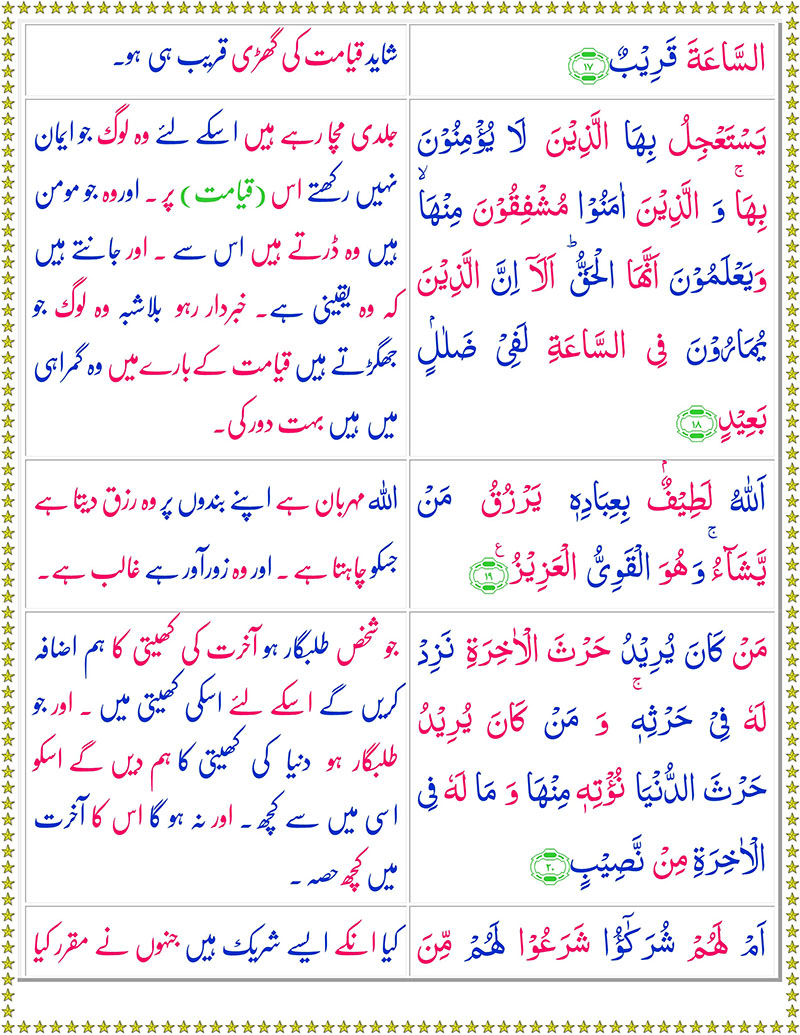 السَّاعَةَ قَرِيْبٌ ۝۱۷
شاید قیامت کی گھڑی قریب ہی ہو۔
يَسْتَعْجِلُ بِهَا الَّذِيْنَ لَا يُؤْمِنُوْنَ
بِهَا ۚ وَ الَّذِيْنَ اٰمَنُوْا مُشْفِقُوْنَ مِنْهَا ۙ
وَيَعْلَمُوْنَ اَنَّهَا الْحَقُّ ؕ اَلَاۤ اِنَّ الَّذِيْنَ
يُمَارُوْنَ فِى السَّاعَةِ لَفِىْ ضَلٰلٍۭ
بَعِيْدٍ ۝۱۸
جلدی مچا رہے ہیں اسکے لئے وہ لوگ جو ایمان
نہیں رکھتے اس (قیامت) پر۔ اور وہ جو مومن
ہیں وہ ڈرتے ہیں اس سے۔ اور جانتے ہیں
کہ وہ یقینی ہے۔ خبردار رہو بلاشبہ وہ لوگ جو
جھگڑتے ہیں قیامت کے بارے میں وہ گمراہی
میں ہیں بہت دور کی۔
اَللّٰهُ لَطِيْفٌۢ بِعِبَادِهٖ يَرْزُقُ مَنْ
يَّشَآءُ ۚ وَهُوَ الْقَوِىُّ الْعَزِيْزُ ۝۱۹ ع
اللہ مہربان ہے اپنے بندوں پر وہ رزق دیتا ہے
جسکو چاہتا ہے۔ اور وہ زورآور ہے غالب ہے۔
مَنْ كَانَ يُرِيْدُ حَرْثَ الْاٰخِرَةِ نَزِدْ
لَهٗ فِىْ حَرْثِهٖ ۚ وَ مَنْ كَانَ يُرِيْدُ
حَرْثَ الدُّنْيَا نُؤْتِهٖ مِنْهَا وَ مَا لَهٗ فِى
الْاٰخِرَةِ مِنْ نَّصِيْبٍ ۝۲۰
جو شخص طلبگار ہو آخرت کی کھیتی کا ہم اضافہ
کریں گے اسکے لئے اسکی کھیتی میں۔ اور جو
طلبگار ہو دنیا کی کھیتی کا ہم دیں گے اسکو
اسی میں سے کچھ۔ اور نہ ہو گا اس کا آخرت
میں کچھ حصہ۔
اَمْ لَهُمْ شُرَكٰٓؤُا شَرَعُوْا لَهُمْ مِّنَ
کیا انکے ایسے شریک ہیں جنہوں نے مقرر کیا